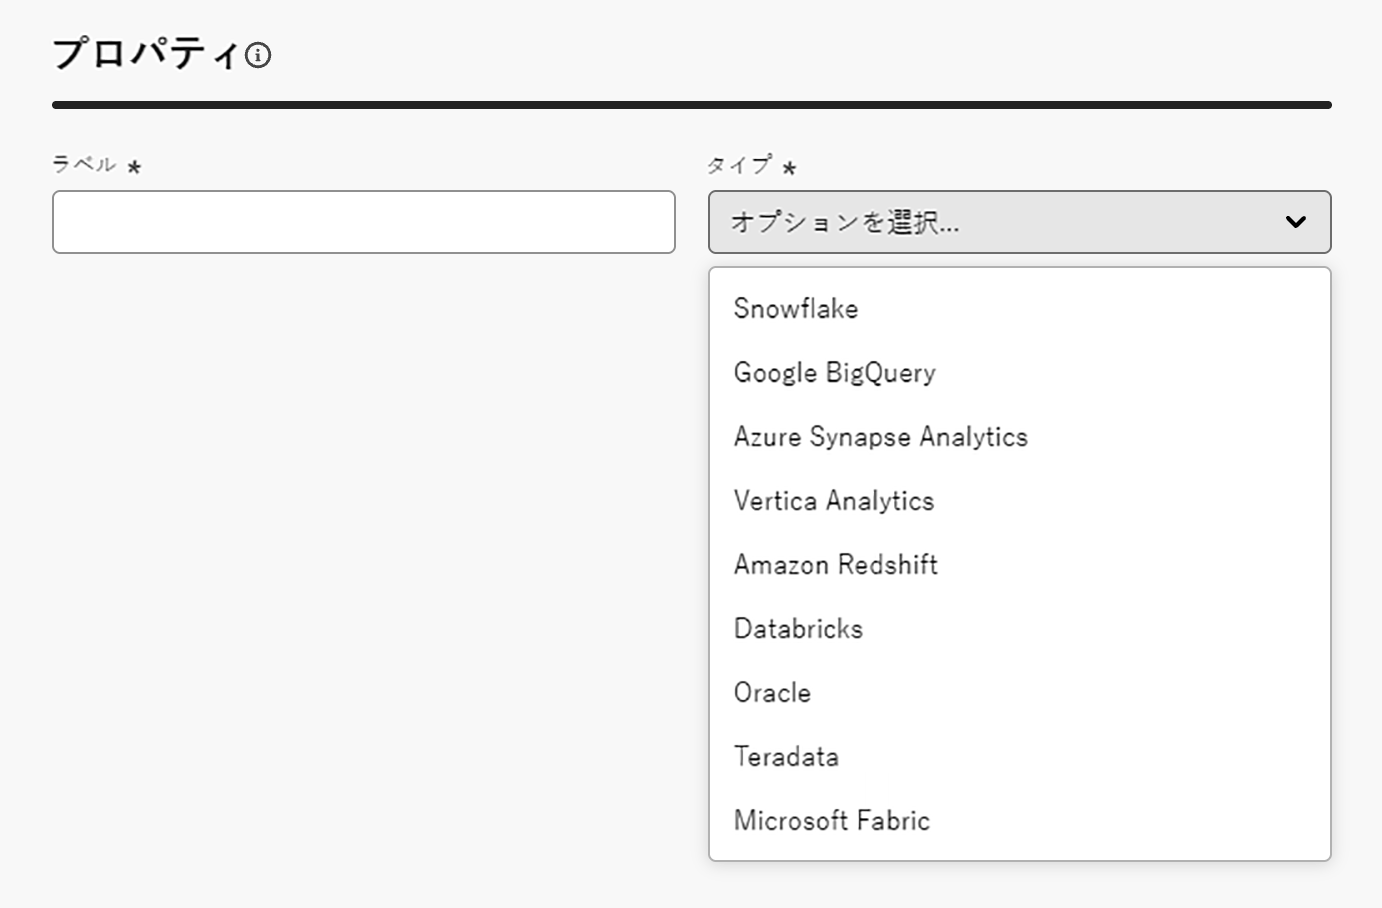 プロパティ
ラベル *
タイプ *
オプションを選択...
Snowflake
Google BigQuery
Azure Synapse Analytics
Vertica Analytics
Amazon Redshift
Databricks
Oracle
Teradata
Microsoft Fabric